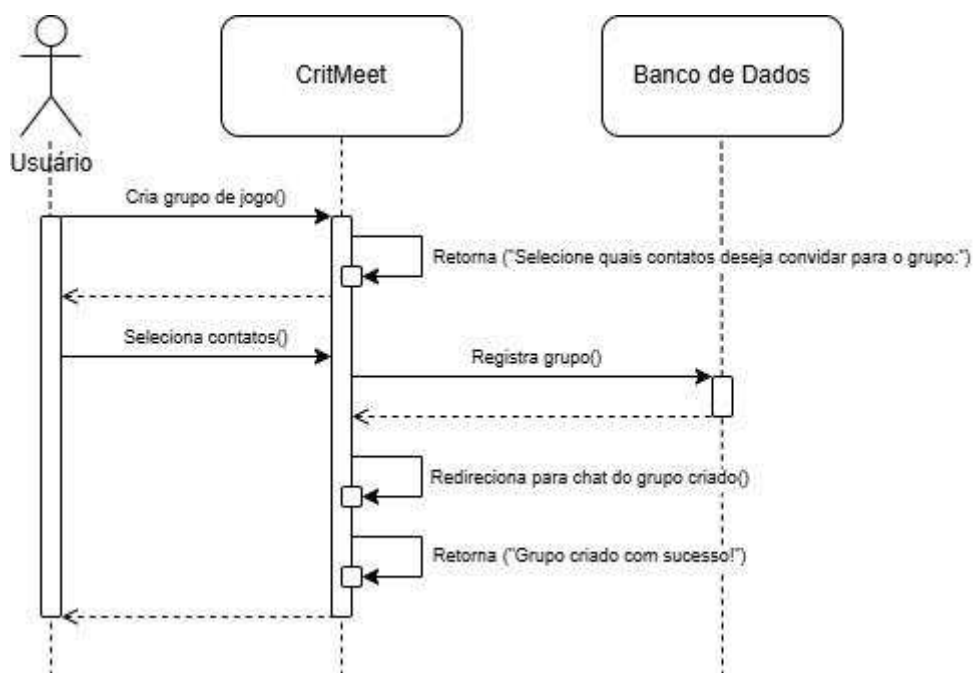 CritMeet
Banco de Dados
Usuário
Cria grupo de jogo()
Retorna ("Selecione quais contatos deseja convidar para o grupo:")
Seleciona contatos()
Registra grupo()
Redireciona para chat do grupo criado()
Retorna ("Grupo criado com sucesso!")